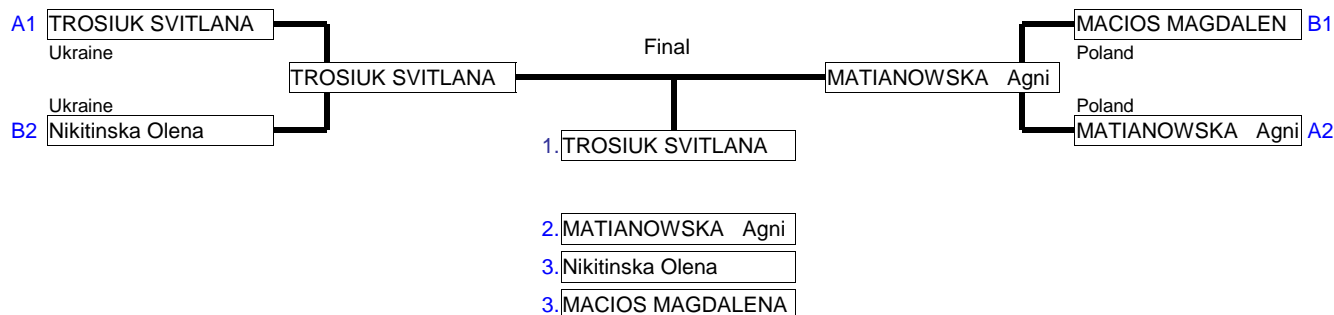 A1 TROSIUK SVITLANA
Ukraine
TROSIUK SVITLANA
Ukraine
B2 Nikitinska Olena
Final
MACIOS MAGDALEN B1
Poland
MATIANOWSKA Agni
Poland
MATIANOWSKA Agni A2
1. TROSIUK SVITLANA
2. MATIANOWSKA Agni
3. Nikitinska Olena
3. MACIOS MAGDALENA